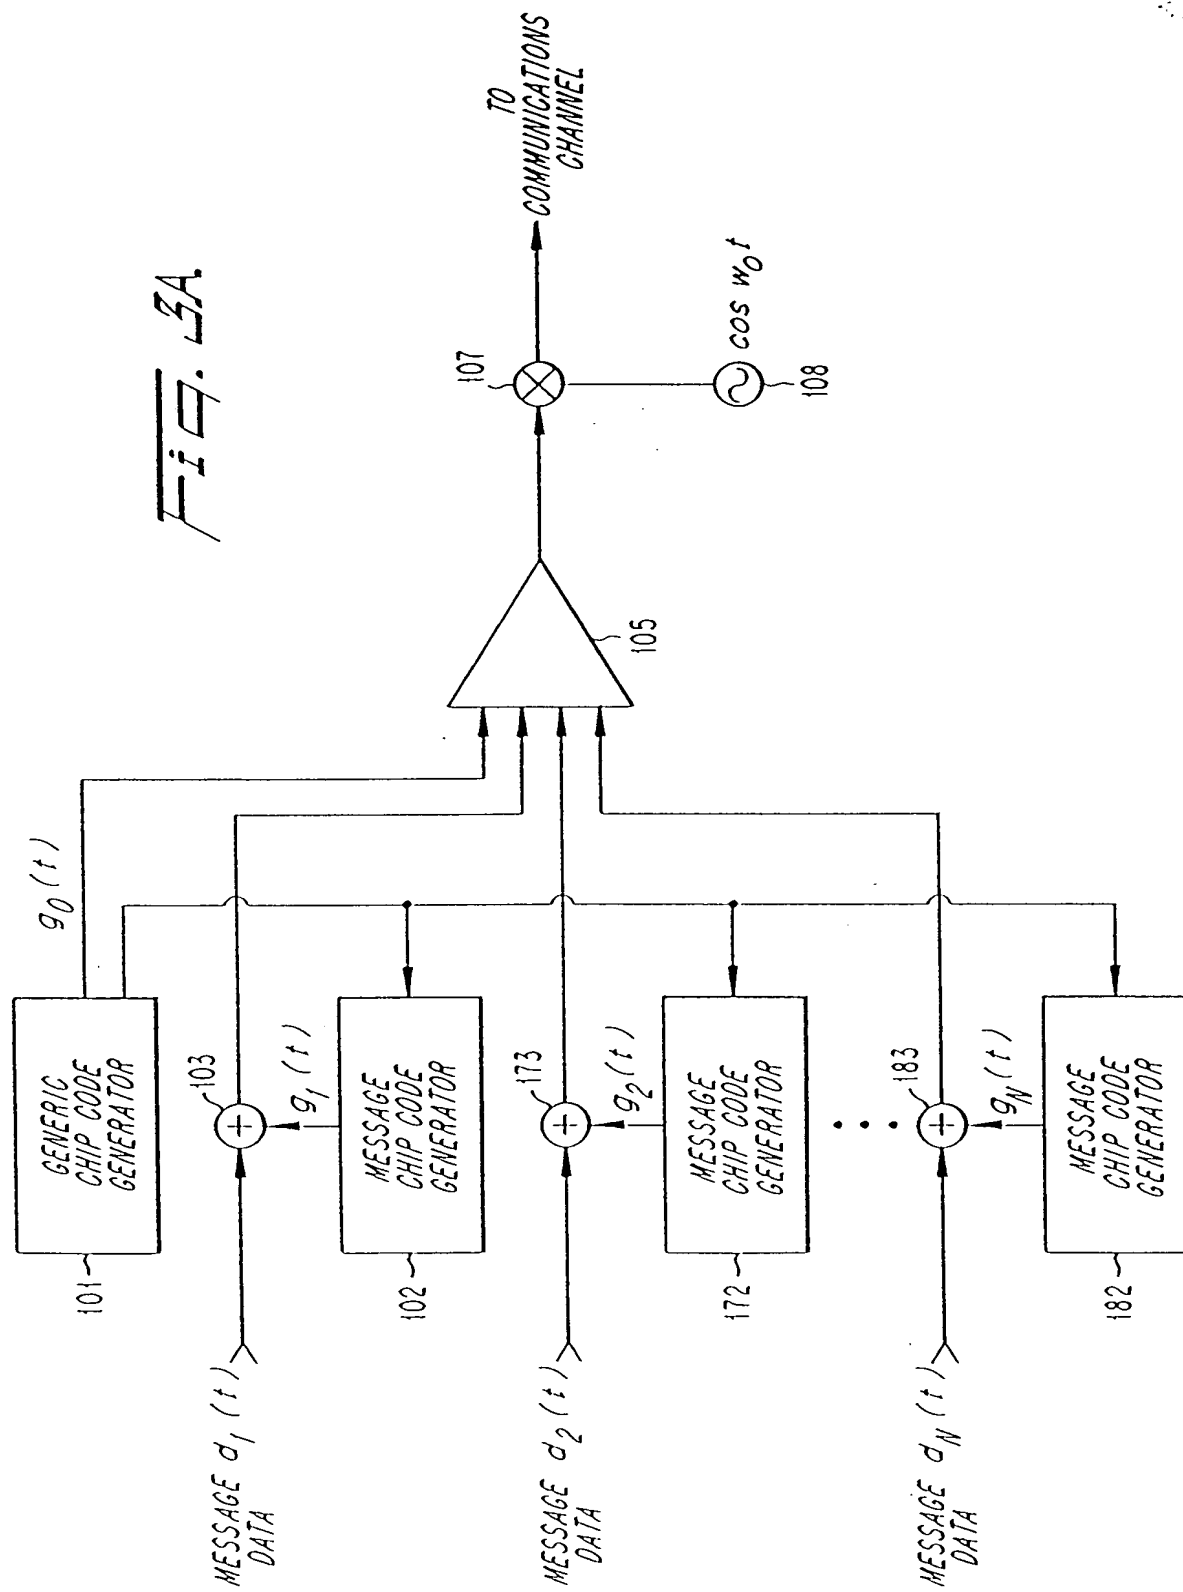 Fig. 3A.
GENERIC
CHIP CODE
GENERATOR
101
g0(t)
MESSAGE d1(t)
DATA
103
g1(t)
MESSAGE
CHIP CODE
GENERATOR
102
MESSAGE d2(t)
DATA
173
g2(t)
MESSAGE
CHIP CODE
GENERATOR
172
MESSAGE dN(t)
DATA
183
gN(t)
MESSAGE
CHIP CODE
GENERATOR
182
105
107
TO
COMMUNICATIONS
CHANNEL
cos w0t
108